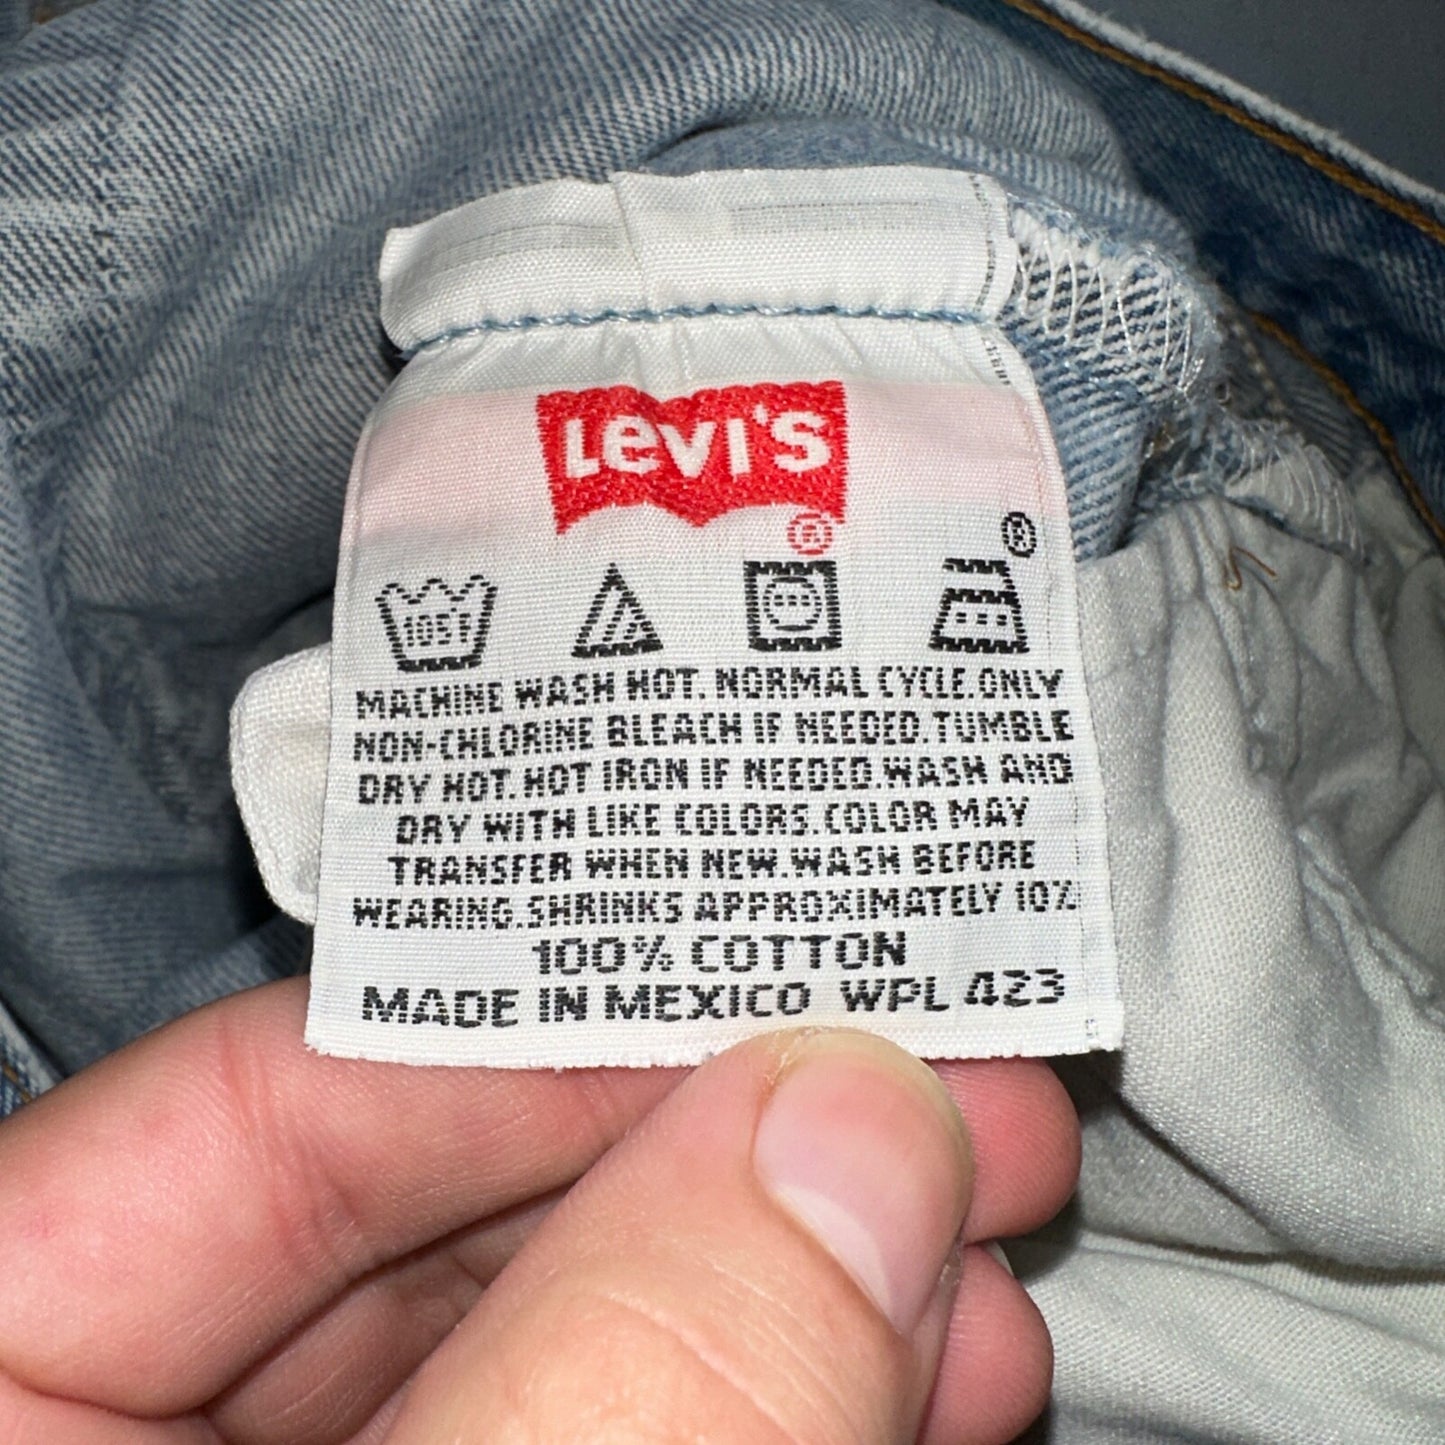 Levi's
®
®
105F
MACHINE WASH HOT. NORMAL CYCLE. ONLY
NON-CHLORINE BLEACH IF NEEDED. TUMBLE
DRY HOT. HOT IRON IF NEEDED. WASH AND
DRY WITH LIKE COLORS. COLOR MAY
TRANSFER WHEN NEW. WASH BEFORE
WEARING. SHRINKS APPROXIMATELY 10%
100% COTTON
MADE IN MEXICO WPL 423